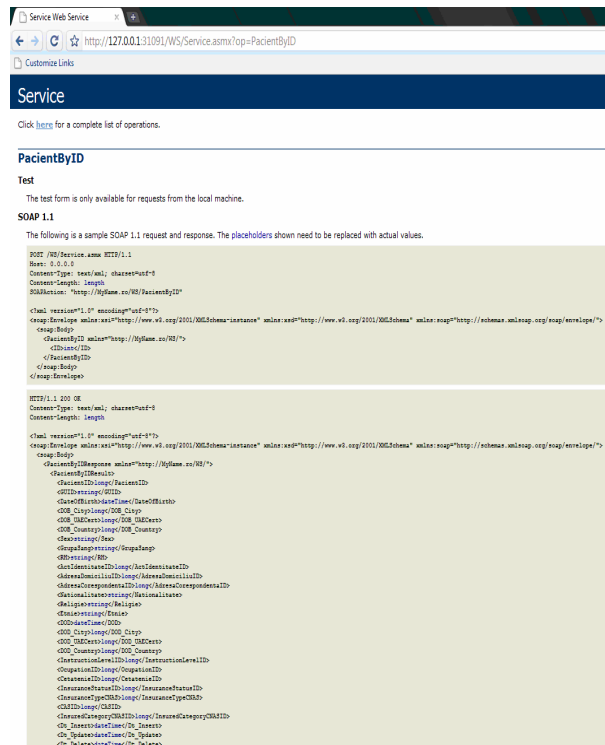 Service Web Service
http://127.0.0.1:31091/WS/Service.asmx?op=PacientByID
Customize Links
Service
Click here for a complete list of operations.
PacientByID
Test
The test form is only available for requests from the local machine.
SOAP 1.1
The following is a sample SOAP 1.1 request and response. The placeholders shown need to be replaced with actual values.
POST /WS/Service.asmx HTTP/1.1
Host: 0.0.0.0
Content-Type: text/xml; charset=utf-8
Content-Length: length
SOAPAction: "http://MyName.ro/WS/PacientByID"
<?xml version="1.0" encoding="utf-8"?>
<soap:Envelope xmlns:xsi="http://www.w3.org/2001/XMLSchema-instance" xmlns:xsd="http://www.w3.org/2001/XMLSchema" xmlns:soap="http://schemas.xmlsoap.org/soap/envelope/">
<soap:Body>
<PacientByID xmlns="http://MyName.ro/WS/">
<ID>int</ID>
</PacientByID>
</soap:Body>
</soap:Envelope>
HTTP/1.1 200 OK
Content-Type: text/xml; charset=utf-8
Content-Length: length
<?xml version="1.0" encoding="utf-8"?>
<soap:Envelope xmlns:xsi="http://www.w3.org/2001/XMLSchema-instance" xmlns:xsd="http://www.w3.org/2001/XMLSchema" xmlns:soap="http://schemas.xmlsoap.org/soap/envelope/">
<soap:Body>
<PacientByIDResponse xmlns="http://MyName.ro/WS/">
<PacientByIDResult>
<PacientID>long</PacientID>
<GUID>string</GUID>
<DateOfBirth>dateTime</DateOfBirth>
<DOB_City>long</DOB_City>
<DOB_UAECert>long</DOB_UAECert>
<DOB_Country>long</DOB_Country>
<Sex>string</Sex>
<GrupaSang>string</GrupaSang>
<RH>string</RH>
<ActIdentitateID>long</ActIdentitateID>
<AdresaDomiciliuID>long</AdresaDomiciliuID>
<AdresaCorespondentaID>long</AdresaCorespondentaID>
<Nationalitate>string</Nationalitate>
<Religie>string</Religie>
<Etnie>string</Etnie>
<DOD>dateTime</DOD>
<DOD_City>long</DOD_City>
<DOD_UAECert>long</DOD_UAECert>
<DOD_Country>long</DOD_Country>
<InstructionLevelID>long</InstructionLevelID>
<OcupationID>long</OcupationID>
<CetatenieID>long</CetatenieID>
<InsuranceStatusID>long</InsuranceStatusID>
<InsuranceTypeCNAS>long</InsuranceTypeCNAS>
<CASID>long</CASID>
<InsuredCategoryCNASID>long</InsuredCategoryCNASID>
<Dt_Insert>dateTime</Dt_Insert>
<Dt_Update>dateTime</Dt_Update>
<Dt_Delete>dateTime</Dt_Delete>